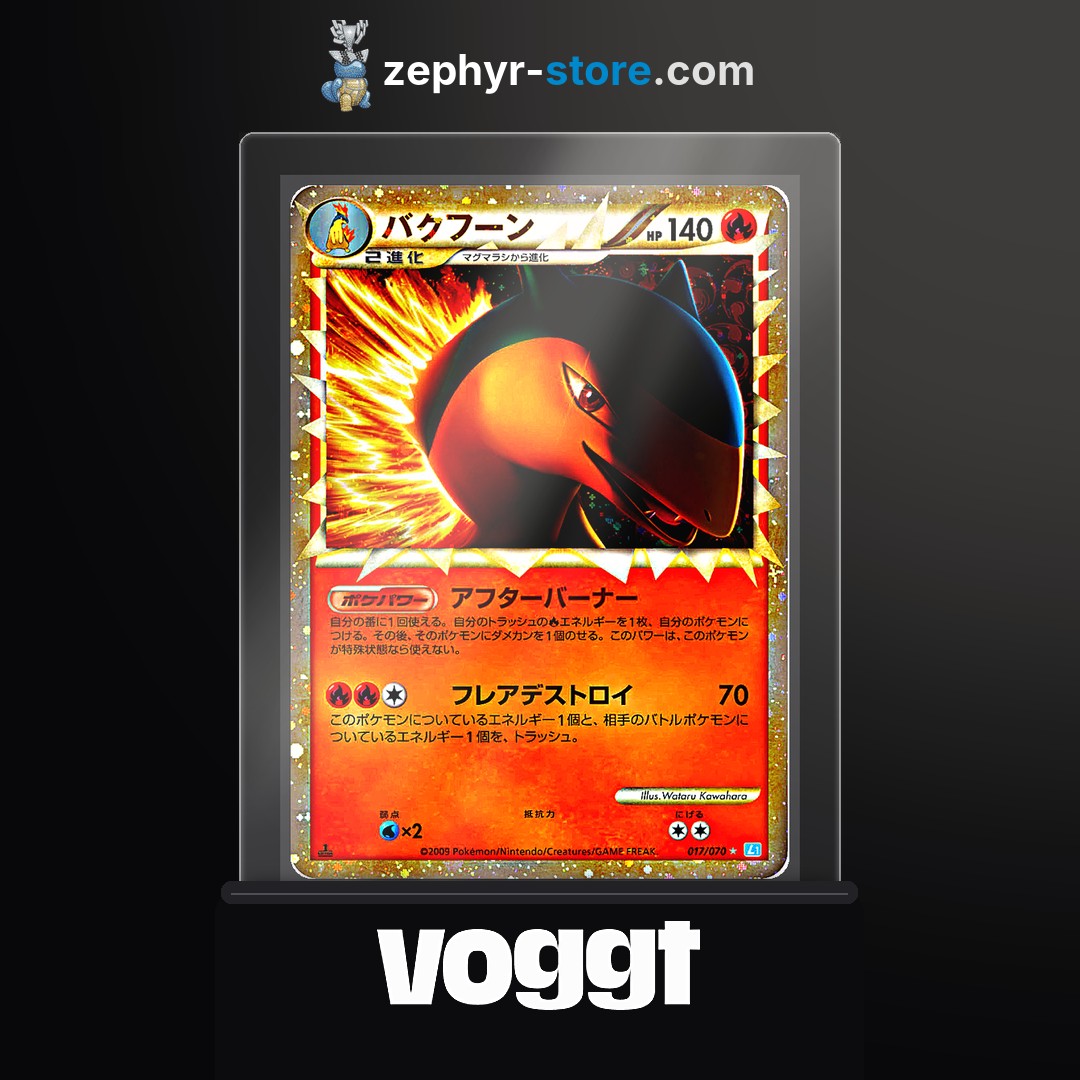 zephyr-store.com
バクフーン
HP 140
2進化
マグマラシから進化
ポケパワー アフターバーナー
自分の番に1回使える。自分のトラッシュの エネルギーを1枚、自分のポケモンに
つける。その後、そのポケモンにダメカンを1個のせる。このパワーは、このポケモン
が特殊状態なら使えない。
フレアデストロイ 70
このポケモンについているエネルギー1個と、相手のバトルポケモンに
ついているエネルギー1個を、トラッシュ。
Illus. Wataru Kawahara
弱点 抵抗力 にげる
×2
©2009 Pokémon/Nintendo/Creatures/GAME FREAK. 017/070 ★ L1
voggt